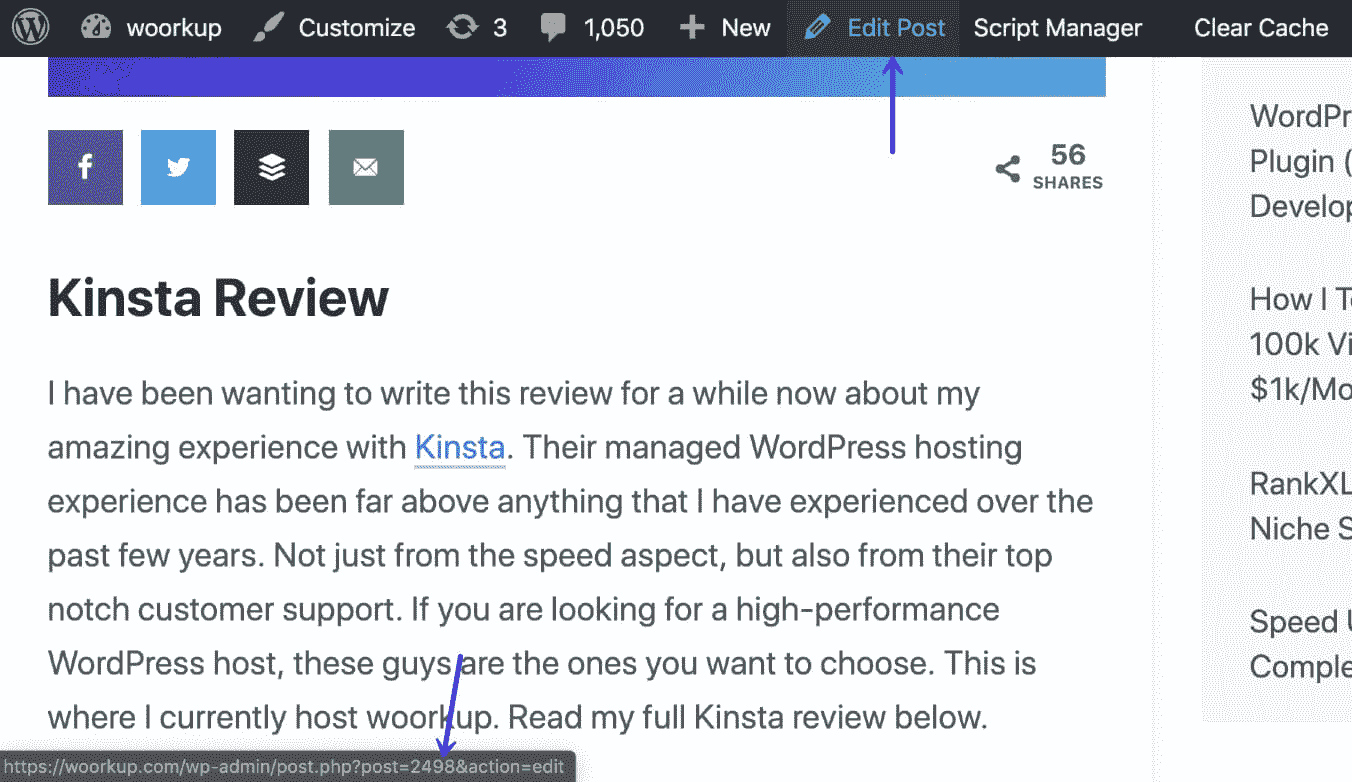 woorkup Customize 3 1,050 New Edit Post Script Manager Clear Cache
56
SHARES
Kinsta Review
I have been wanting to write this review for a while now about my
amazing experience with Kinsta. Their managed WordPress hosting
experience has been far above anything that I have experienced over the
past few years. Not just from the speed aspect, but also from their top
notch customer support. If you are looking for a high-performance
WordPress host, these guys are the ones you want to choose. This is
where I currently host woorkup. Read my full Kinsta review below.
WordPr
Plugin (
Develop
How I T
100k Vi
$1k/Mo
RankXL
Niche S
Speed U
Comple
https://woorkup.com/wp-admin/post.php?post=2498&action=edit